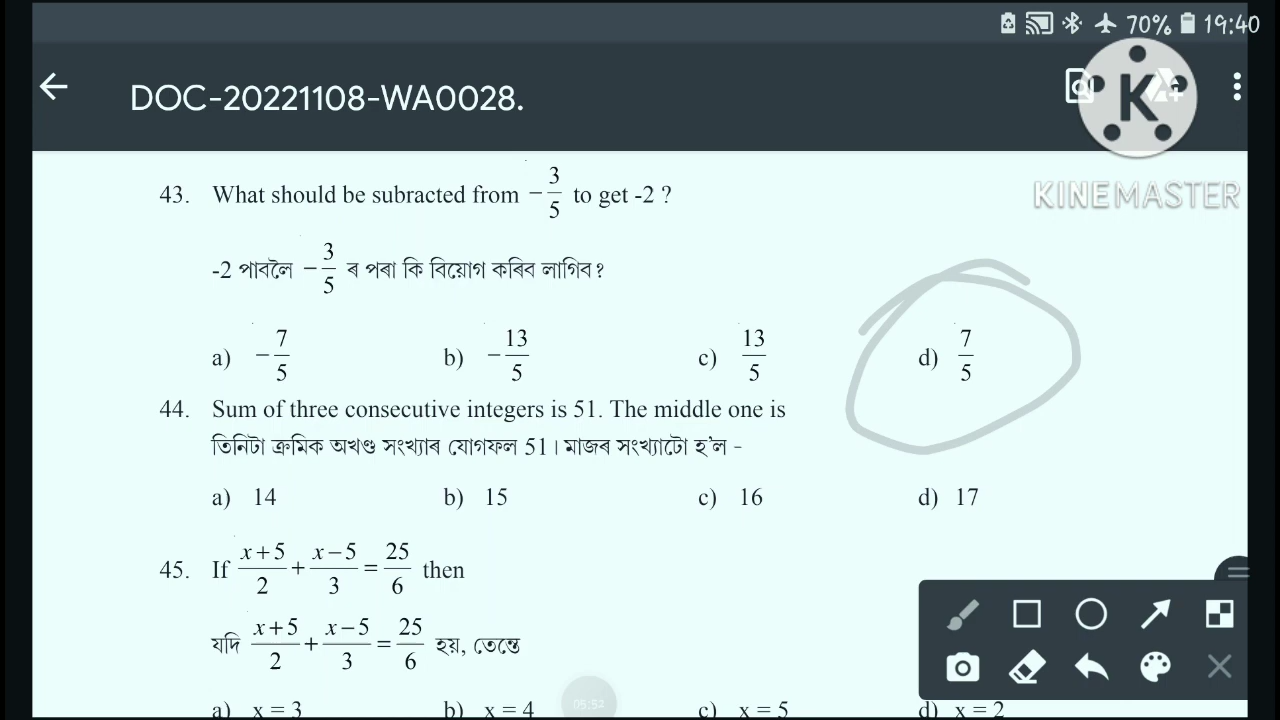 70% 19:40
DOC-20221108-WA0028.
K
KINEMASTER
43. What should be subracted from −3/5 to get -2 ?
-2 পাবলৈ −3/5 ৰ পৰা কি বিয়োগ কৰিব লাগিব?
a) −7/5 b) −13/5 c) 13/5 d) 7/5
44. Sum of three consecutive integers is 51. The middle one is
তিনিটা ক্ৰমিক অখণ্ড সংখ্যাৰ যোগফল 51। মাজৰ সংখ্যাটো হ'ল -
a) 14 b) 15 c) 16 d) 17
45. If x+5/2 + x−5/3 = 25/6 then
যদি x+5/2 + x−5/3 = 25/6 হয়, তেন্তে
a) x = 3 b) x = 4 c) x = 5 d) x = 2
05:52